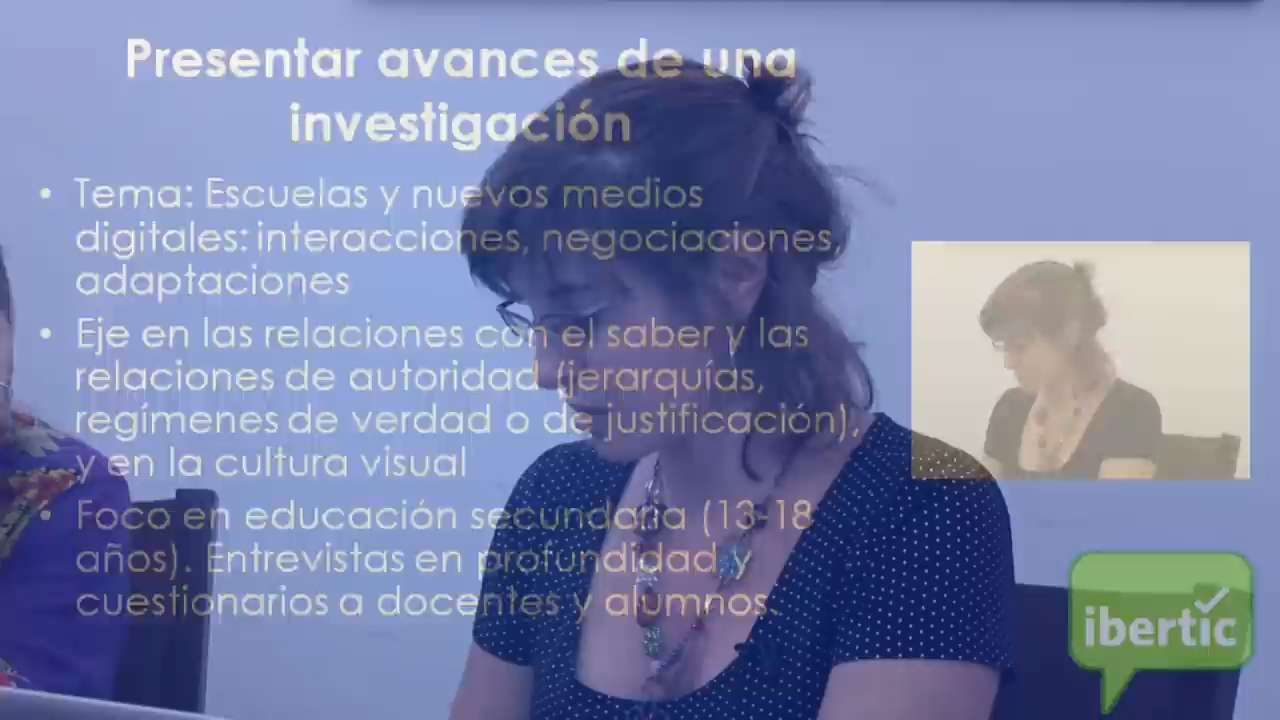 Presentar avances de una
investigación
• Tema: Escuelas y nuevos medios
digitales: interacciones, negociaciones,
adaptaciones
• Eje en las relaciones con el saber y las
relaciones de autoridad (jerarquías,
regímenes de verdad o de justificación),
y en la cultura visual
• Foco en educación secundaria (13-18
años). Entrevistas en profundidad y
cuestionarios a docentes y alumnos.
ibertic